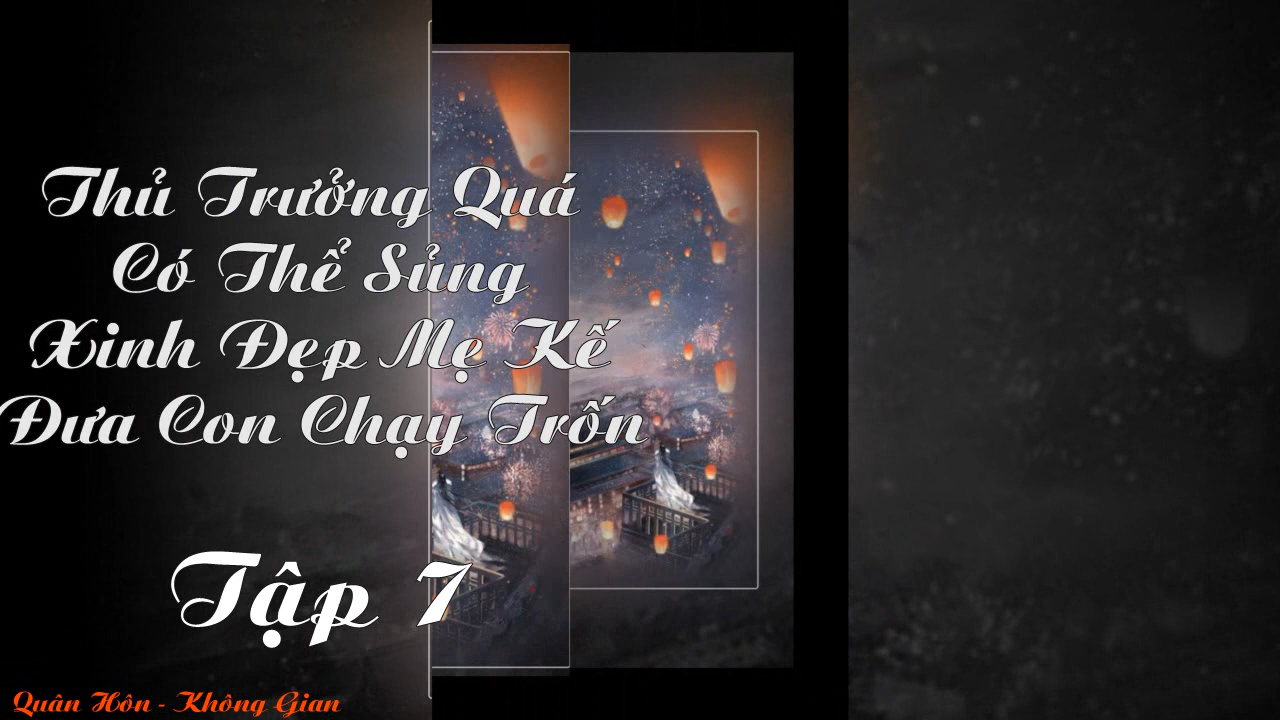 Thủ Trưởng Quá
Có Thể Sủng
Xinh Đẹp Mẹ Kế
Đưa Con Chạy Trốn
Tập 7
Quân Hôn - Không Gian